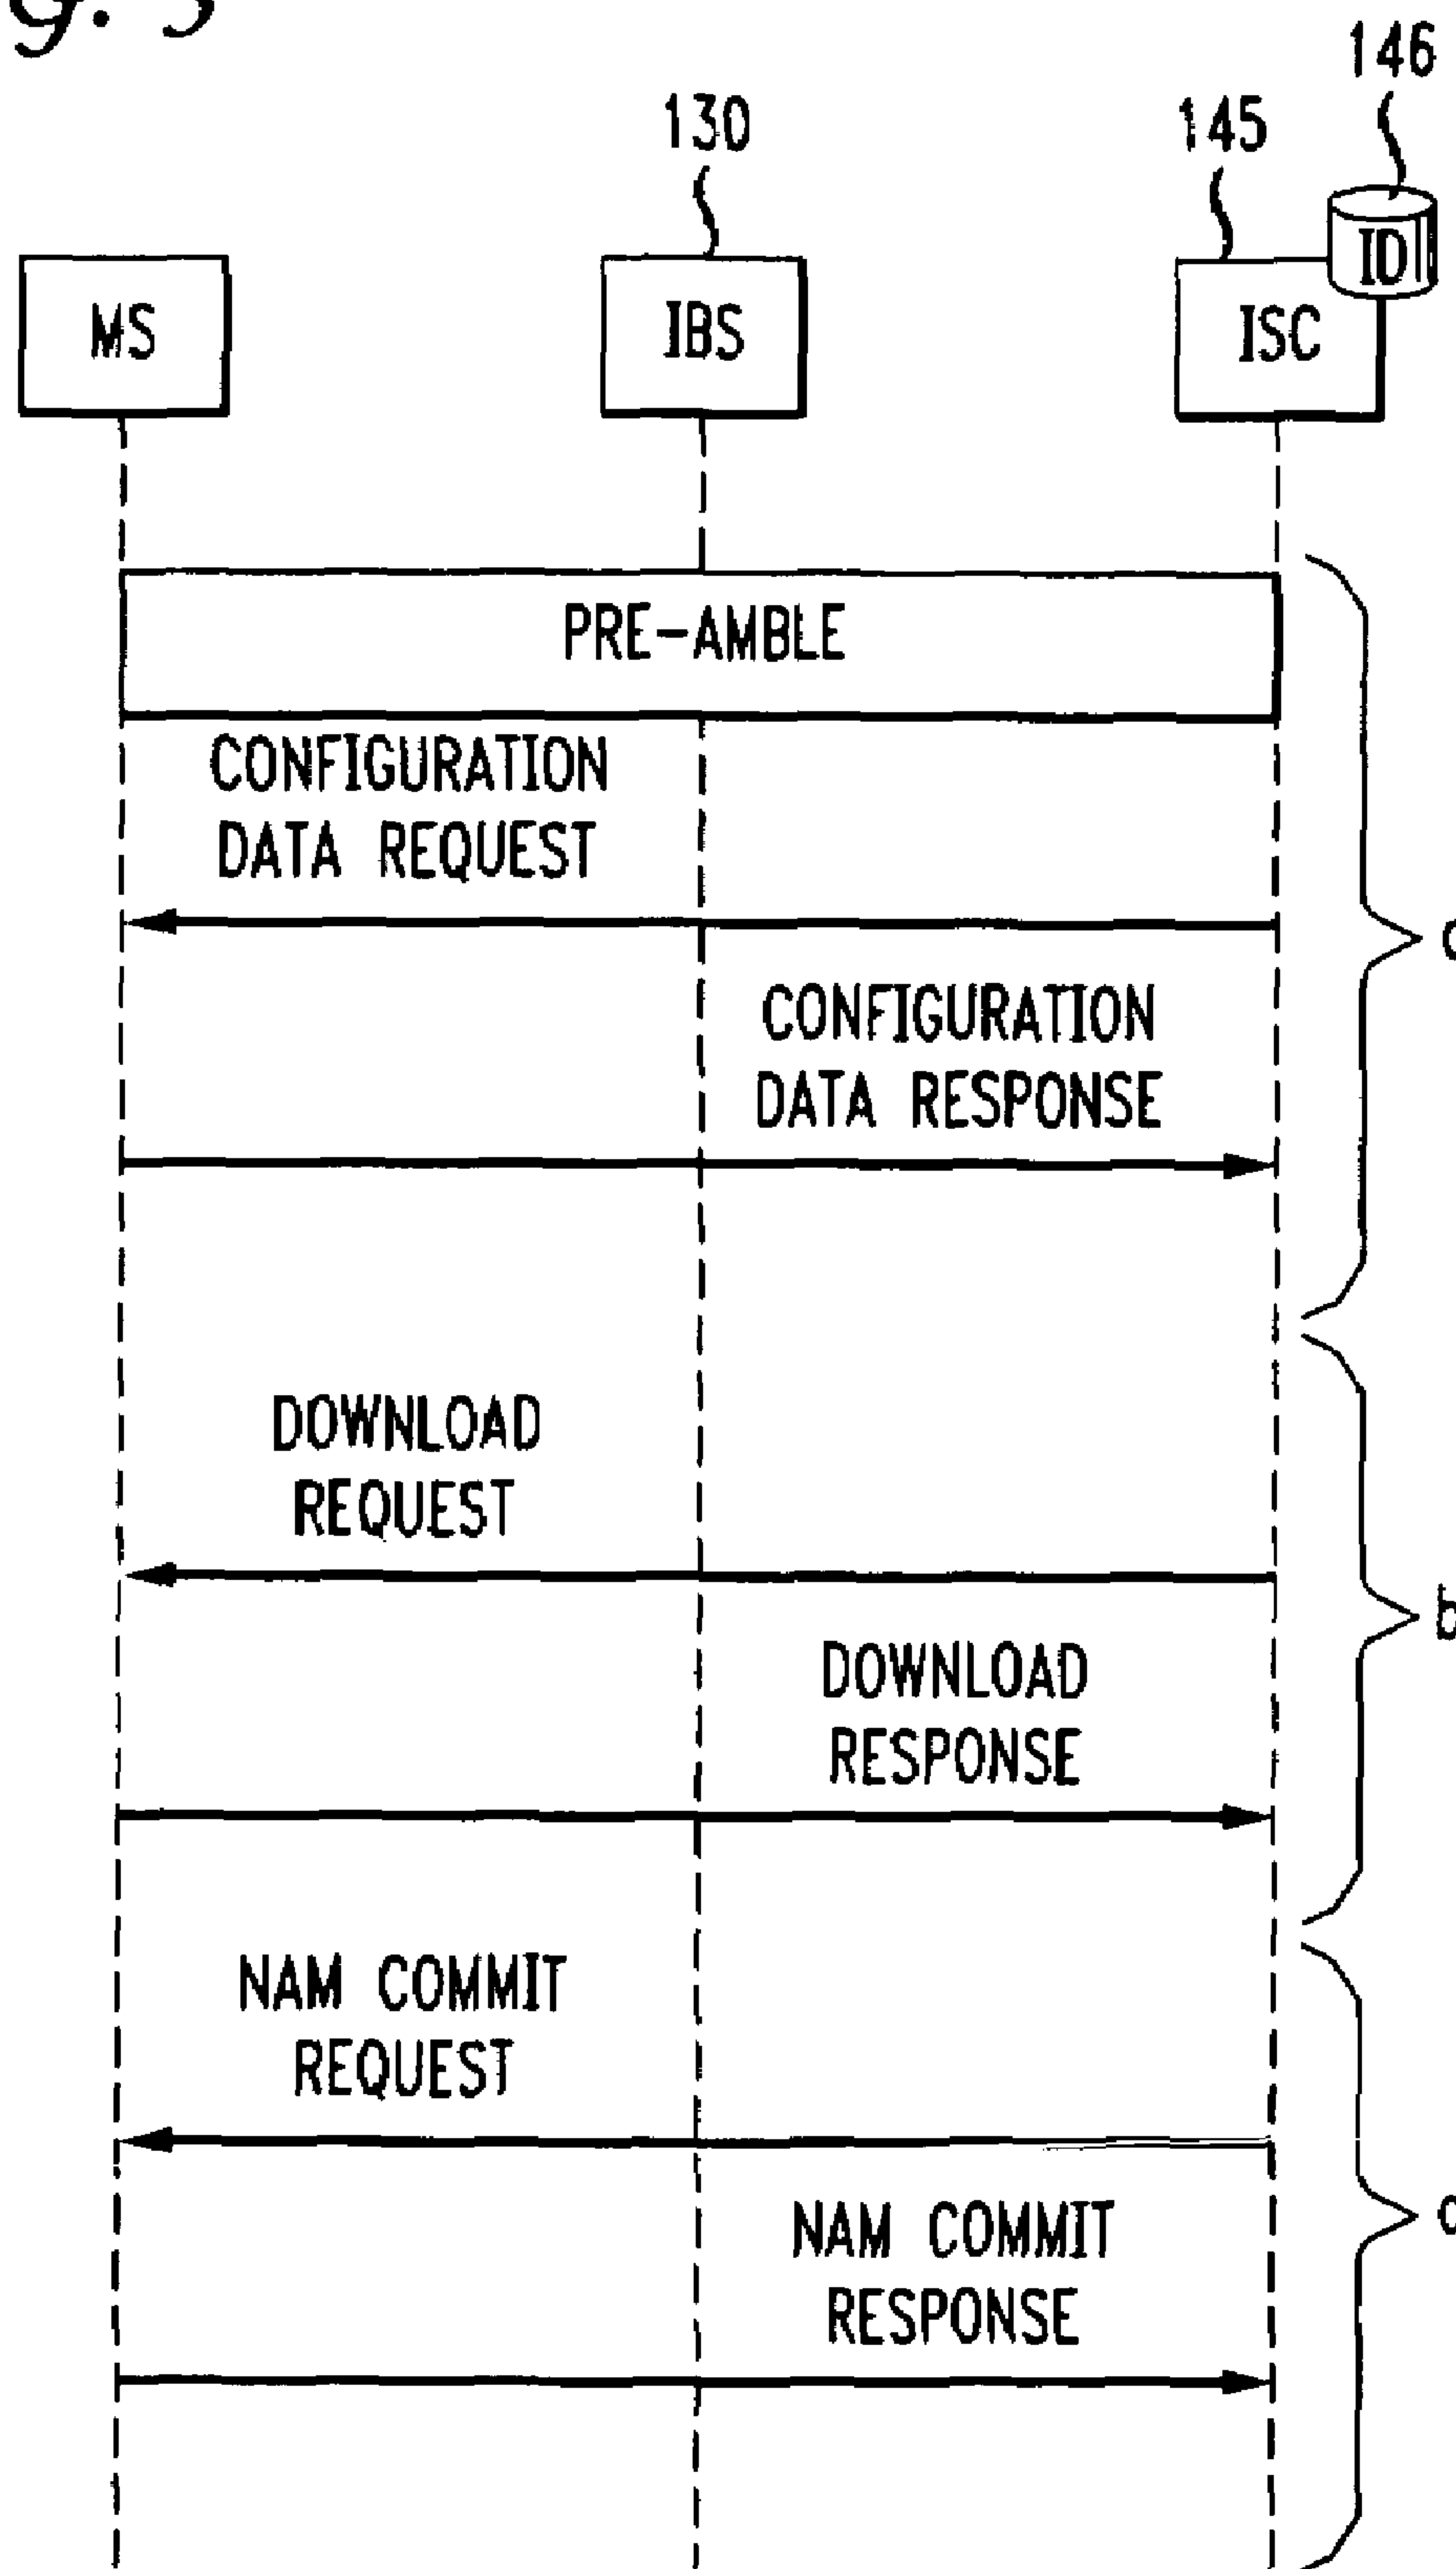 g. 3
146
130
145
ID
MS
IBS
ISC
PRE-AMBLE
CONFIGURATION
DATA REQUEST
CONFIGURATION
DATA RESPONSE
DOWNLOAD
REQUEST
b
DOWNLOAD
RESPONSE
NAM COMMIT
REQUEST
NAM COMMIT
RESPONSE